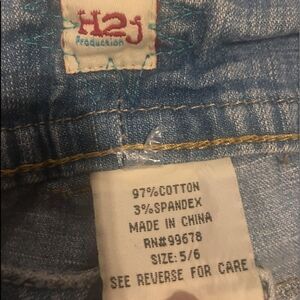 H2j
Production
97%COTTON
3%SPANDEX
MADE IN CHINA
RN#99678
SIZE: 5/6
SEE REVERSE FOR CARE